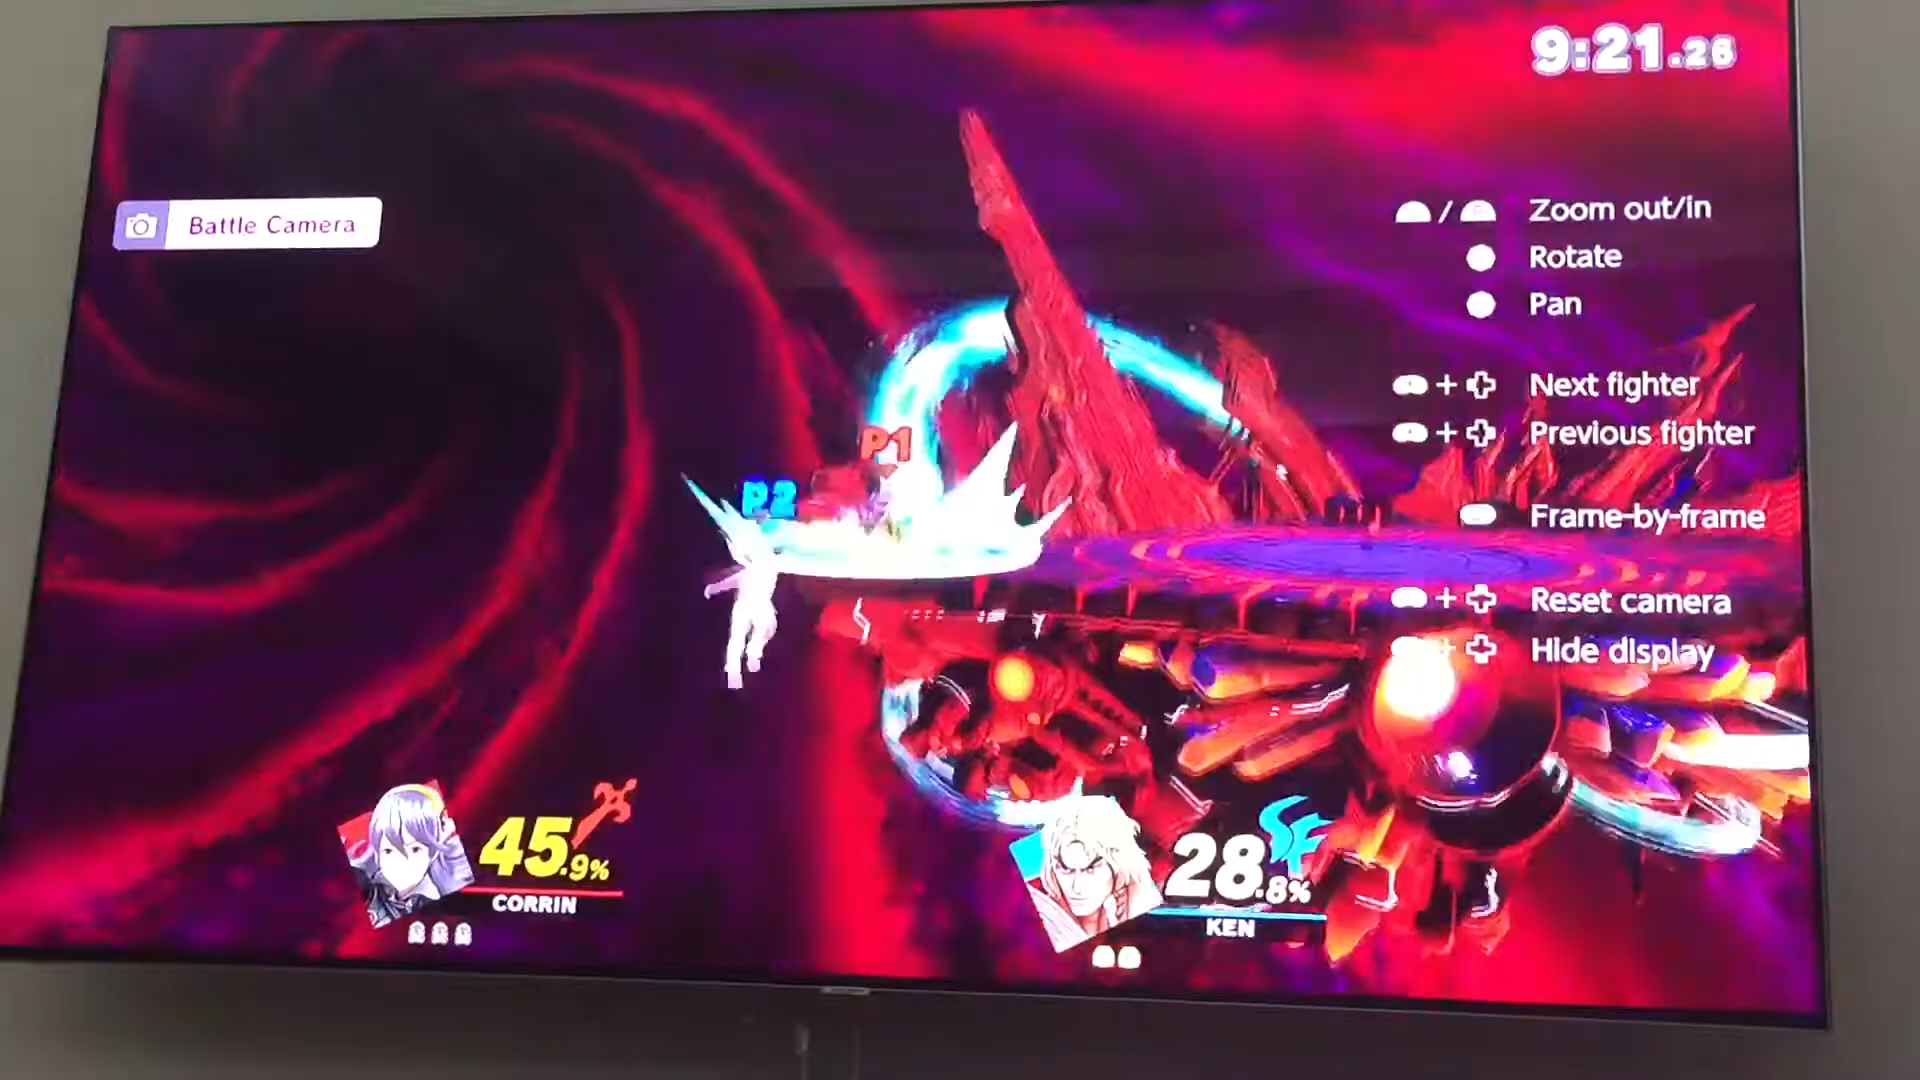 9:21.26
Battle Camera
/ Zoom out/in
Rotate
Pan
P1
+ Next fighter
+ Previous fighter
P2
Frame-by-frame
+ Reset camera
+ Hide display
45.9%
CORRIN
28.8%
KEN